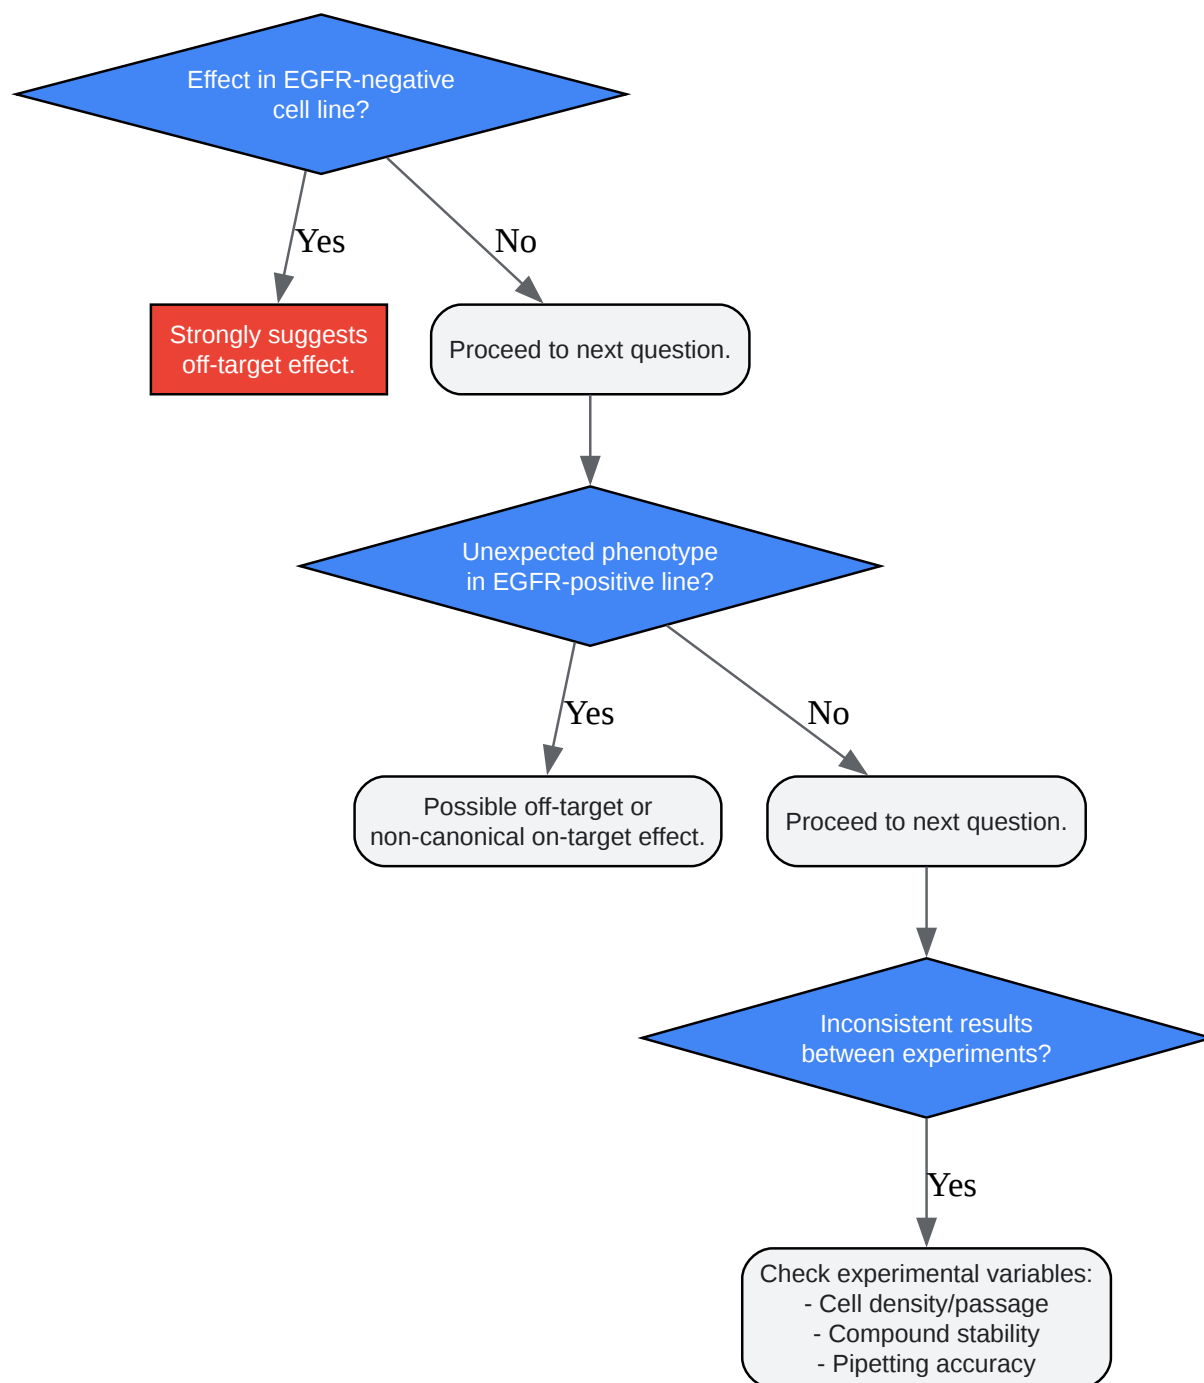 Effect in EGFR-negative
cell line?
Yes
No
Strongly suggests
off-target effect.
Proceed to next question.
Unexpected phenotype
in EGFR-positive line?
Yes
No
Possible off-target or
non-canonical on-target effect.
Proceed to next question.
Inconsistent results
between experiments?
Yes
Check experimental variables:
- Cell density/passage
- Compound stability
- Pipetting accuracy